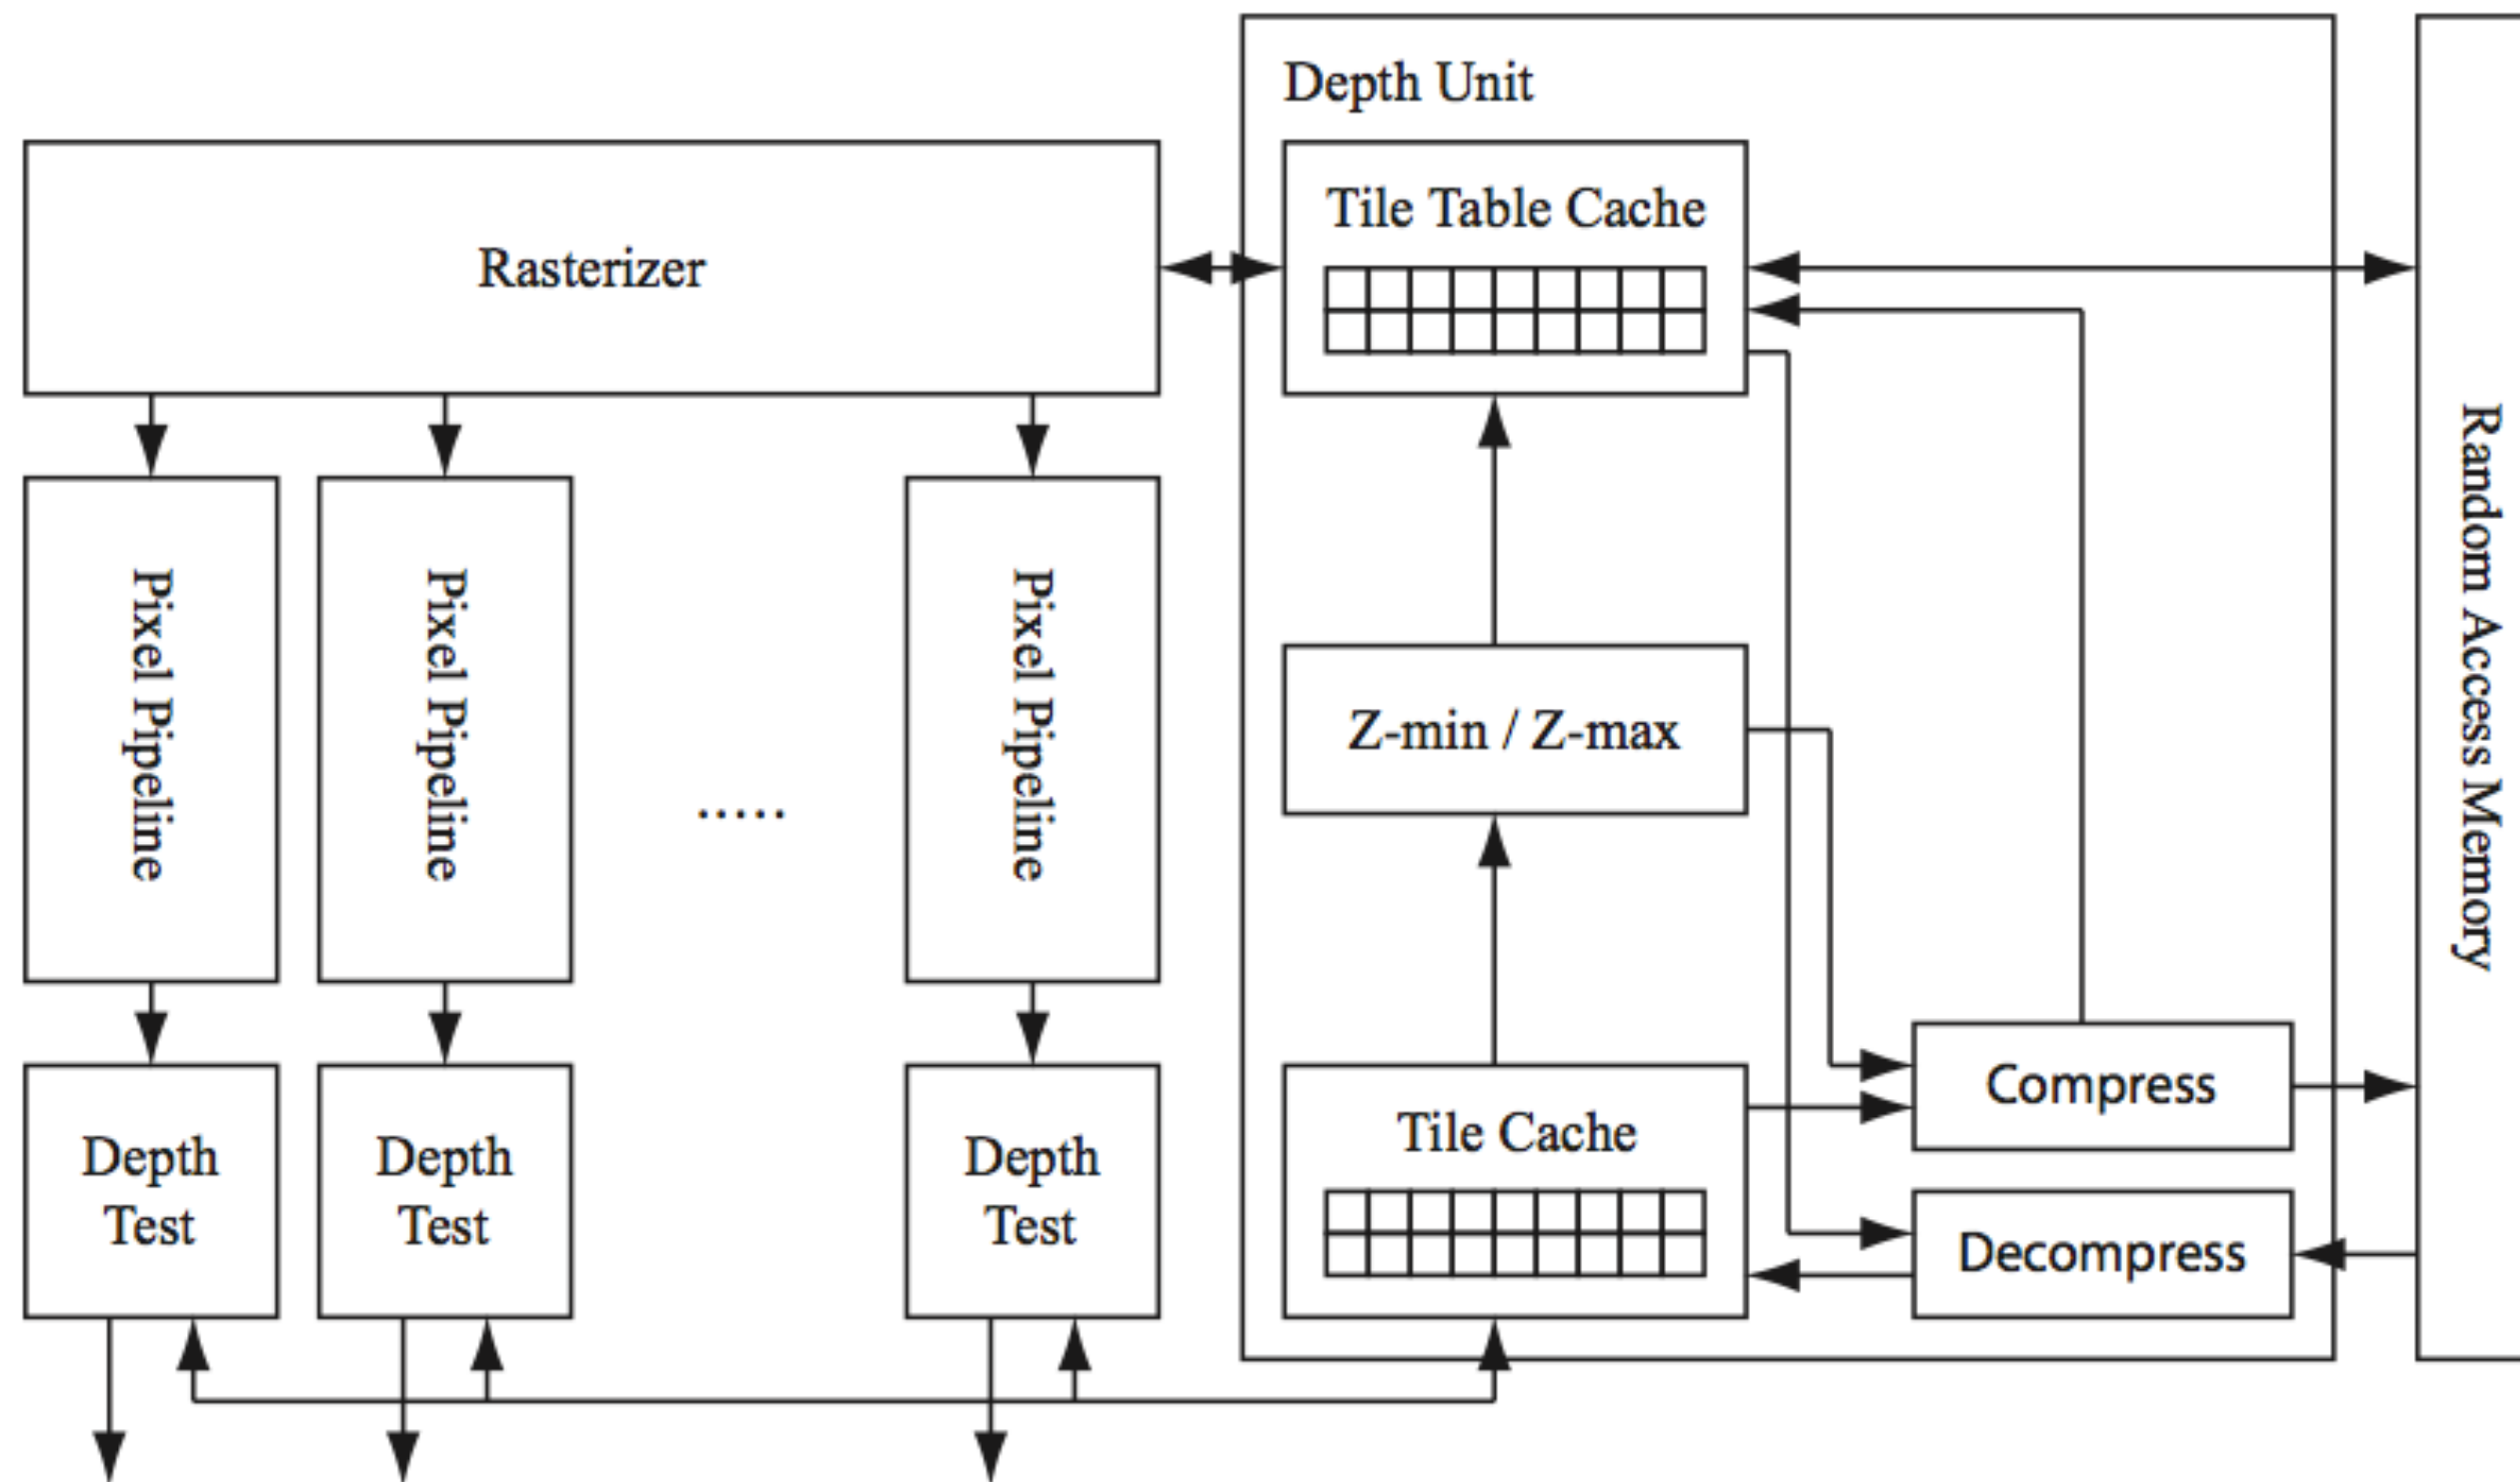 Depth Unit
Rasterizer
Tile Table Cache
Pixel Pipeline
Pixel Pipeline
.....
Pixel Pipeline
Z-min / Z-max
Random Access Memory
Depth
Test
Depth
Test
Depth
Test
Tile Cache
Compress
Decompress